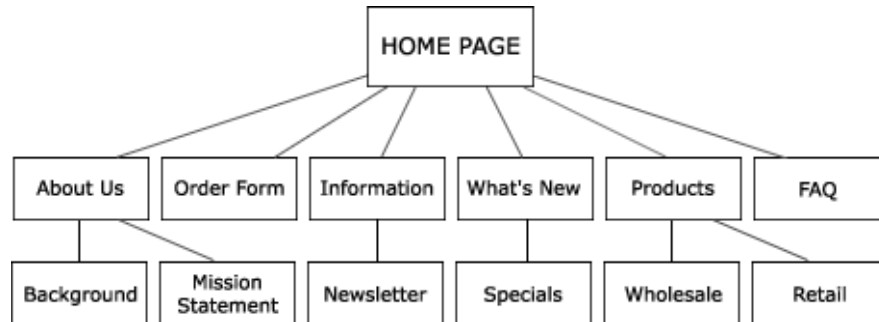 HOME PAGE
About Us
Order Form
Information
What's New
Products
FAQ
Background
Mission
Statement
Newsletter
Specials
Wholesale
Retail